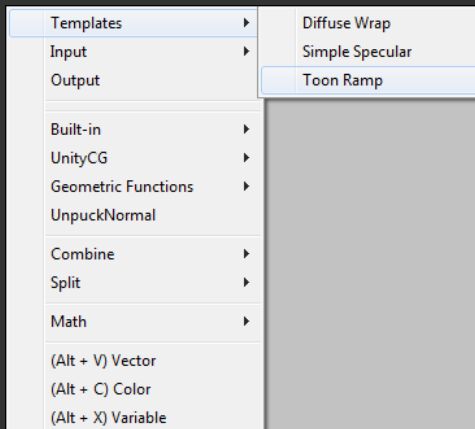 Templates
Diffuse Wrap
Input
Simple Specular
Output
Toon Ramp
Built-in
UnityCG
Geometric Functions
UnpuckNormal
Combine
Split
Math
(Alt + V) Vector
(Alt + C) Color
(Alt + X) Variable